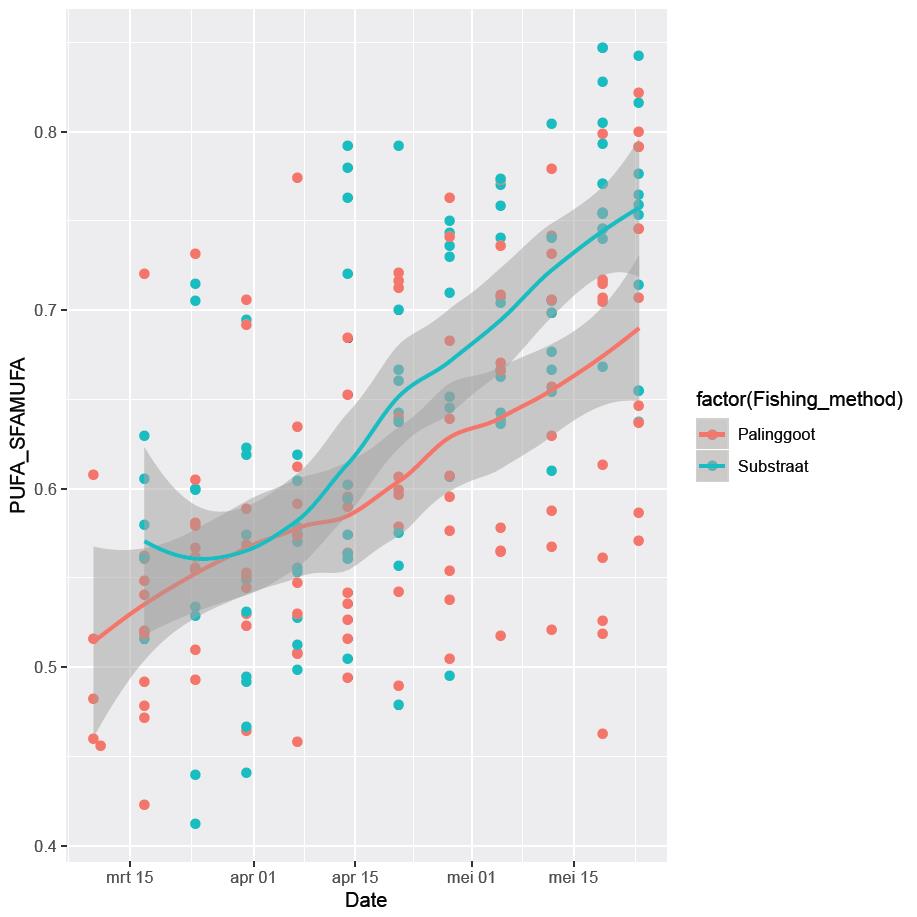 PUFA_SFAMUFA
0.8
0.7
0.6
0.5
0.4
mrt 15
apr 01
apr 15
mei 01
mei 15
Date
factor(Fishing_method)
Palinggoot
Substraat